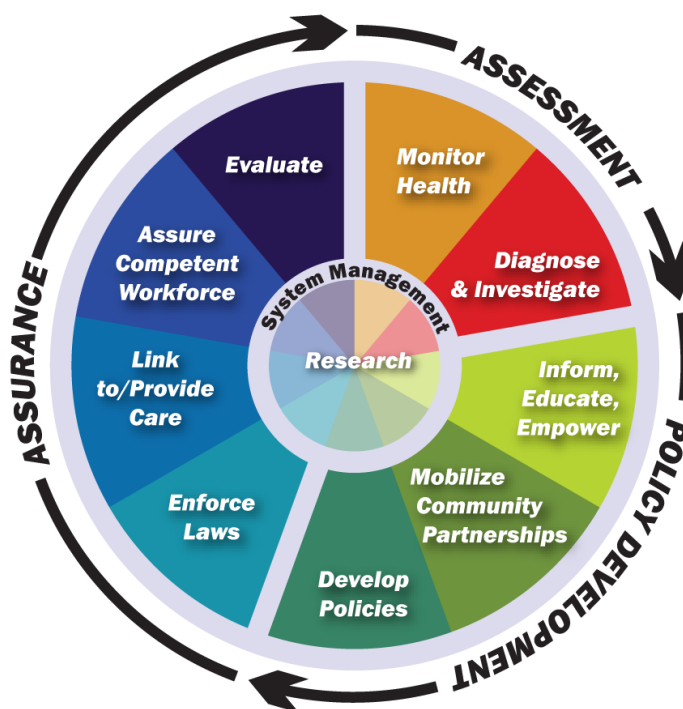 ASSESSMENT
Monitor
Health
Diagnose
& Investigate
POLICY DEVELOPMENT
Inform,
Educate,
Empower
Mobilize
Community
Partnerships
Develop
Policies
ASSURANCE
Enforce
Laws
Link
to/Provide
Care
Assure
Competent
Workforce
Evaluate
System Management
Research